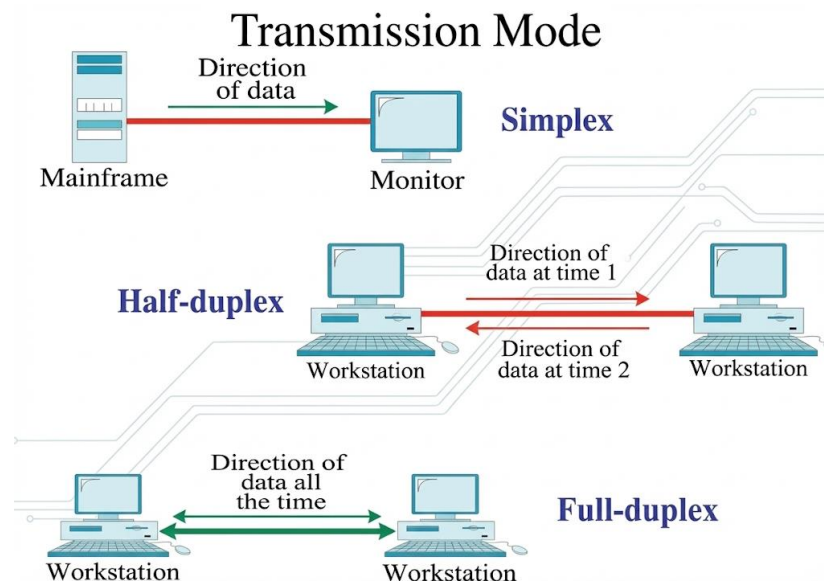 Transmission Mode
Direction
of data
Simplex
Mainframe
Monitor
Half-duplex
Direction of
data at time 1
Direction of
data at time 2
Workstation
Workstation
Direction of
data all
the time
Full-duplex
Workstation
Workstation